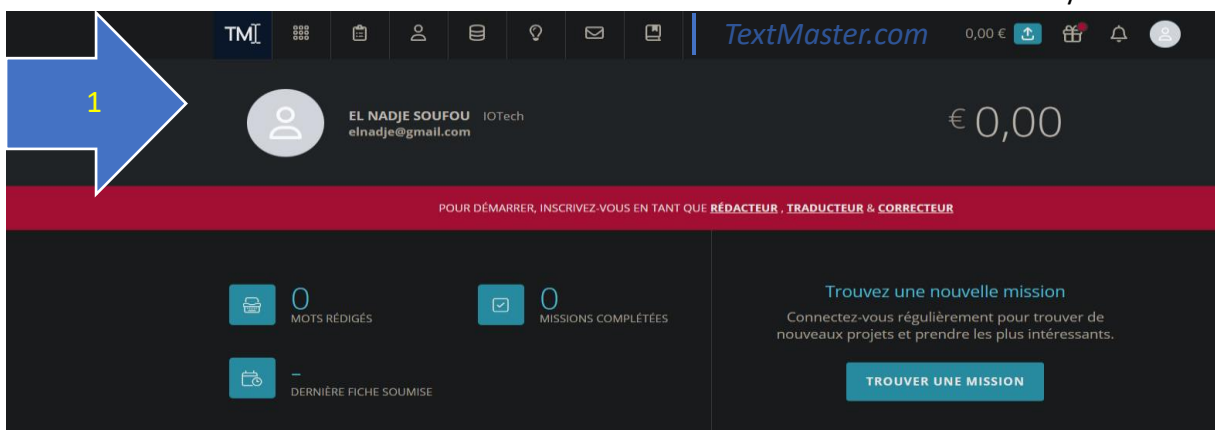 TM
TextMaster.com
0,00 €
1
EL NADJE SOUFOU IOTech
elnadje@gmail.com
€ 0,00
POUR DÉMARRER, INSCRIVEZ-VOUS EN TANT QUE RÉDACTEUR , TRADUCTEUR & CORRECTEUR
0
MOTS RÉDIGÉS
0
MISSIONS COMPLÉTÉES
–
DERNIÈRE FICHE SOUMISE
Trouvez une nouvelle mission
Connectez-vous régulièrement pour trouver de
nouveaux projets et prendre les plus intéressants.
TROUVER UNE MISSION